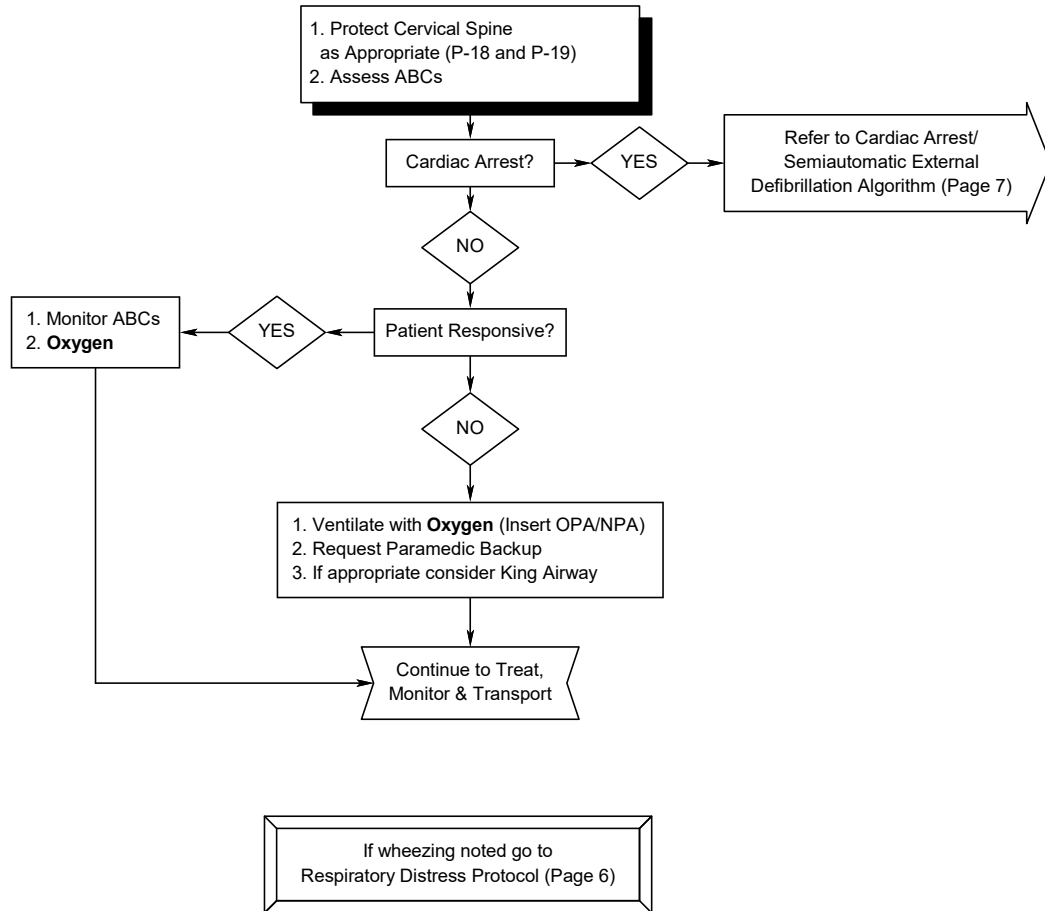 1. Protect Cervical Spine
as Appropriate (P-18 and P-19)
2. Assess ABCs
Cardiac Arrest?
YES
Refer to Cardiac Arrest/
Semiautomatic External
Defibrillation Algorithm (Page 7)
NO
Patient Responsive?
YES
1. Monitor ABCs
2. Oxygen
NO
1. Ventilate with Oxygen (Insert OPA/NPA)
2. Request Paramedic Backup
3. If appropriate consider King Airway
Continue to Treat,
Monitor & Transport
If wheezing noted go to
Respiratory Distress Protocol (Page 6)